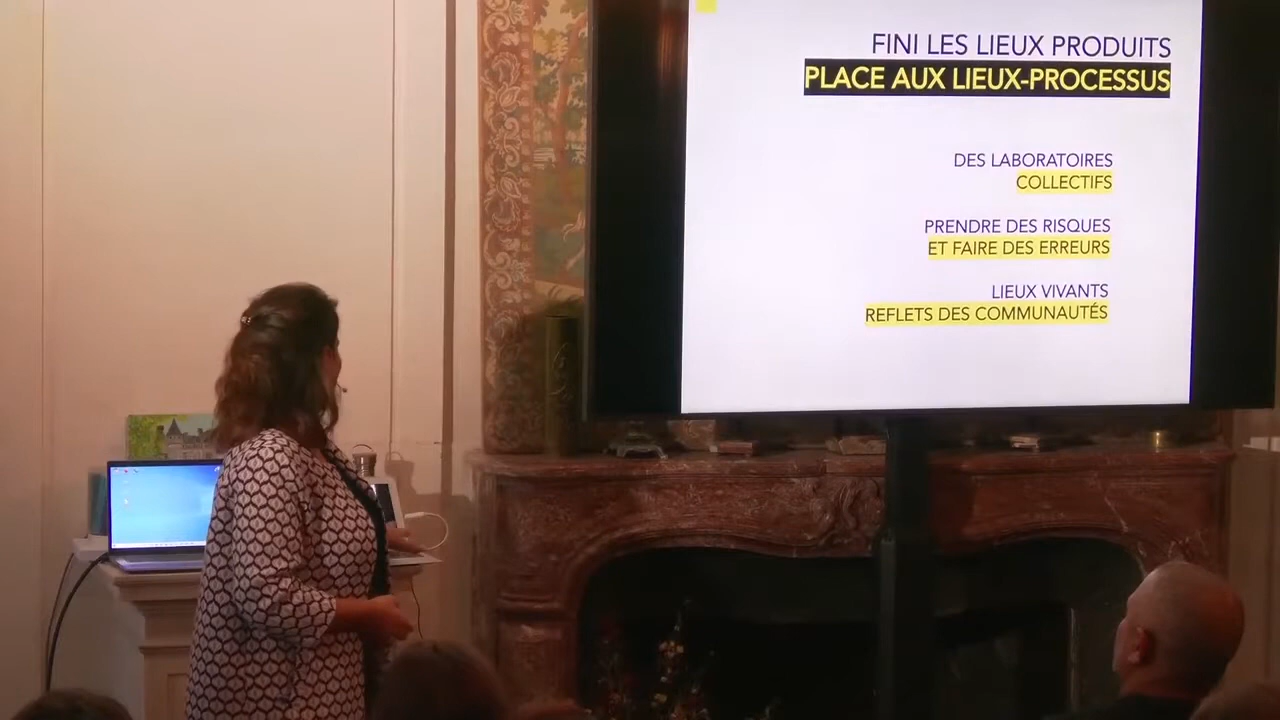 FINI LES LIEUX PRODUITS
PLACE AUX LIEUX-PROCESSUS
DES LABORATOIRES
COLLECTIFS
PRENDRE DES RISQUES
ET FAIRE DES ERREURS
LIEUX VIVANTS
REFLETS DES COMMUNAUTÉS